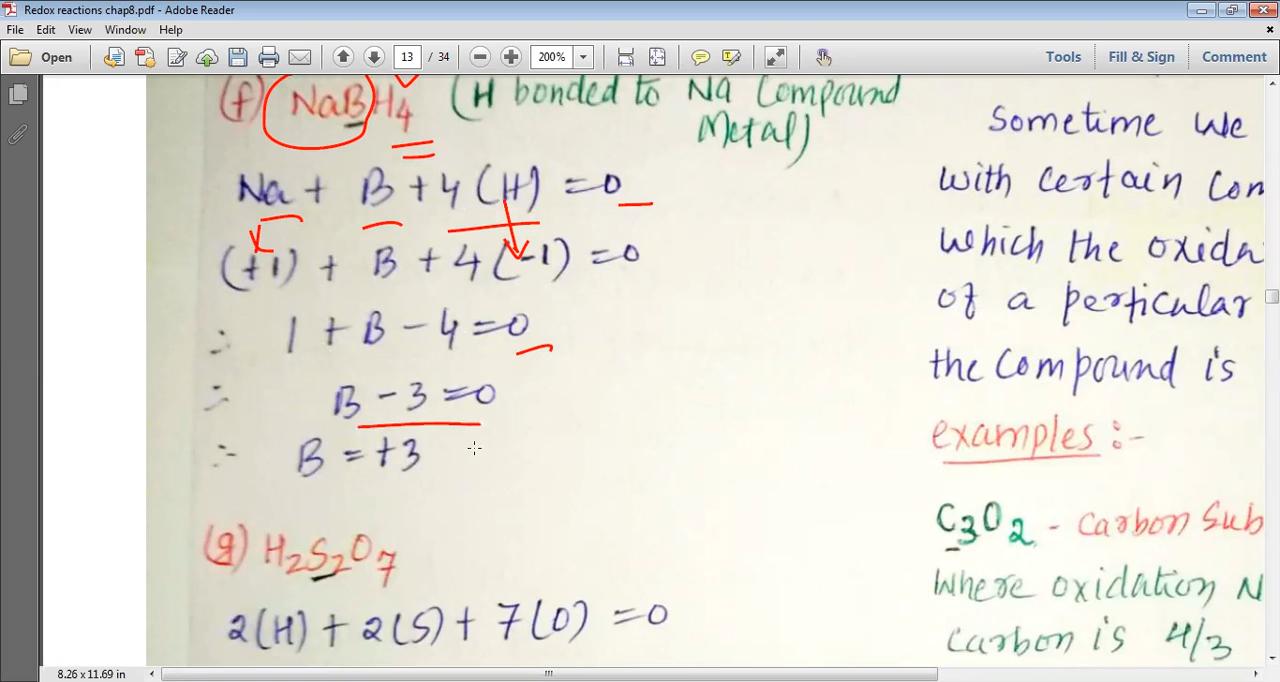 Redox reactions chap8.pdf - Adobe Reader
File Edit View Window Help
Open 13 / 34 200% Tools Fill & Sign Comment
(f) NaBH4 (H bonded to Na Compound
Metal)
Na + B + 4 (H) = 0
(+1) + B + 4 (-1) = 0
∴ 1 + B - 4 = 0
B - 3 = 0
∴ B = +3
(g) H2S2O7
2(H) + 2(S) + 7(O) = 0
Sometime we
with certain Com
which the oxida
of a perticular
the Compound is
examples :-
C3O2 - Carbon Sub
Where oxidation N
Carbon is 4/3
8.26 x 11.69 in